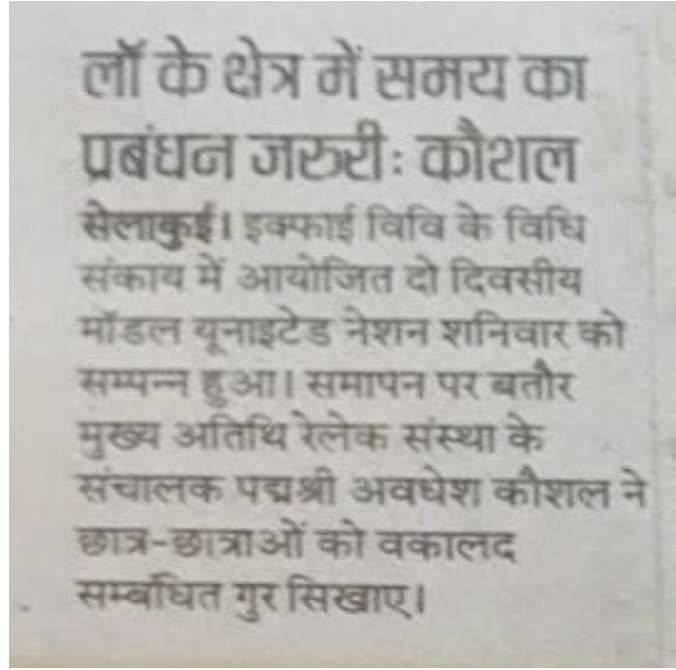 लॉ के क्षेत्र में समय का
प्रबंधन जरुरीः कौशल
सेलाकुई। इक्फाई विवि के विधि
संकाय में आयोजित दो दिवसीय
मॉडल यूनाइटेड नेशन शनिवार को
सम्पन्न हुआ। समापन पर बतौर
मुख्य अतिथि रेलेक संस्था के
संचालक पद्मश्री अवधेश कौशल ने
छात्र-छात्राओं को वकालद
सम्बंधित गुर सिखाए।